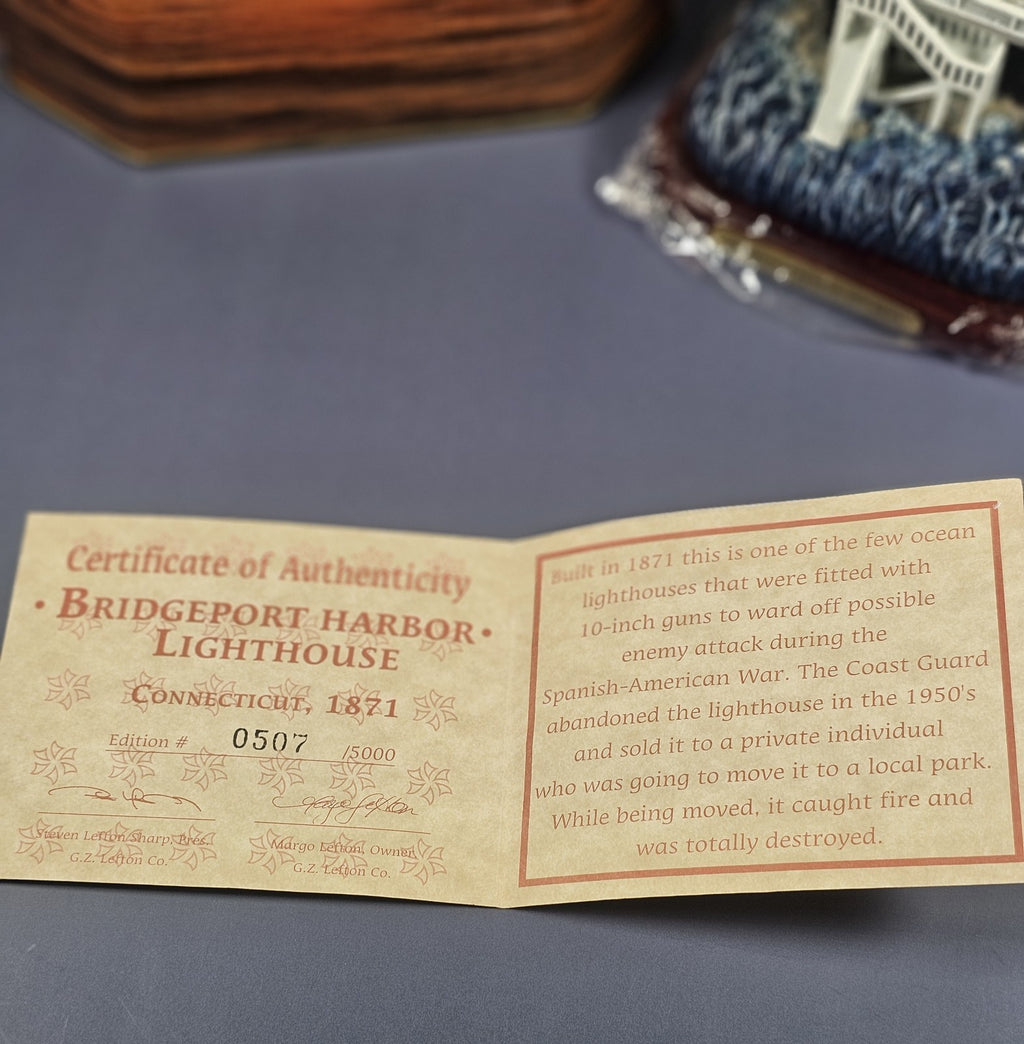 Certificate of Authenticity
• BRIDGEPORT HARBOR •
LIGHTHOUSE
CONNECTICUT, 1871
Edition # 0507 /5000
Steven Lefton Sharp, Pres.
G.Z. Lefton Co.
Margo Lefton, Owner
G.Z. Lefton Co.
Built in 1871 this is one of the few ocean
lighthouses that were fitted with
10-inch guns to ward off possible
enemy attack during the
Spanish-American War. The Coast Guard
abandoned the lighthouse in the 1950's
and sold it to a private individual
who was going to move it to a local park.
While being moved, it caught fire and
was totally destroyed.